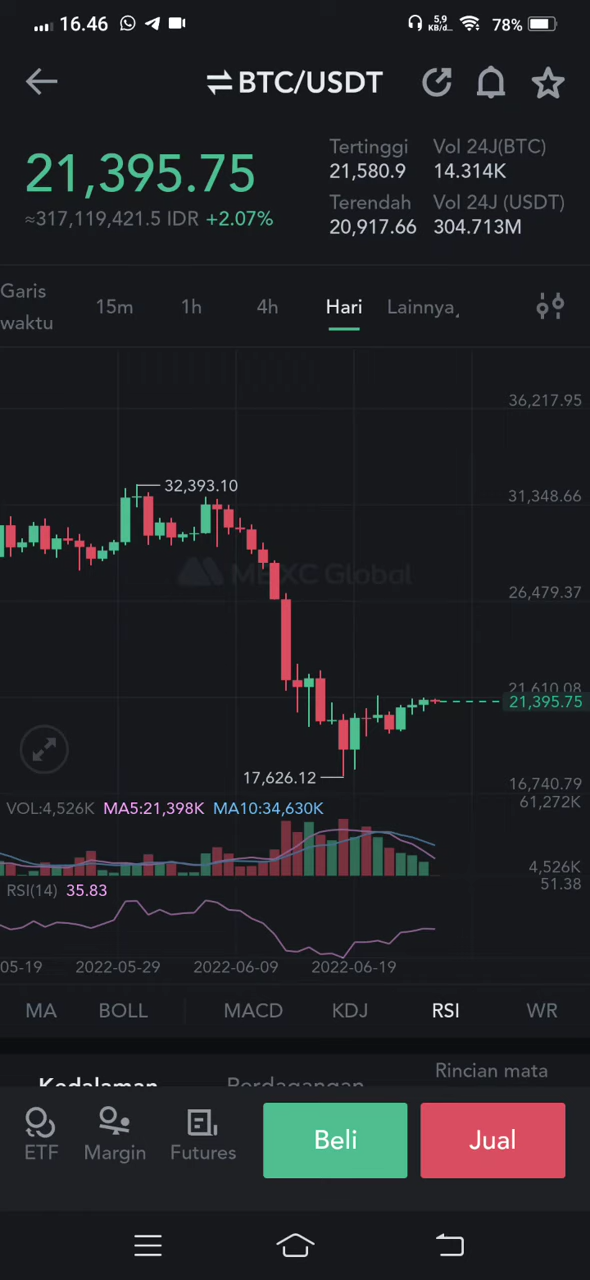 16.46
5,9
KB/d...
78%
BTC/USDT
21,395.75
≈317,119,421.5 IDR +2.07%
Tertinggi
21,580.9
Terendah
20,917.66
Vol 24J(BTC)
14.314K
Vol 24J (USDT)
304.713M
Garis waktu
15m
1h
4h
Hari
Lainnya
36,217.95
32,393.10
31,348.66
MEXC Global
26,479.37
21,610.08
21,395.75
17,626.12
16,740.79
VOL:4,526K MA5:21,398K MA10:34,630K
61,272K
4,526K
RSI(14) 35.83
51.38
05-19
2022-05-29
2022-06-09
2022-06-19
MA
BOLL
MACD
KDJ
RSI
WR
Kedalaman
Perdagangan
Rincian mata
ETF
Margin
Futures
Beli
Jual